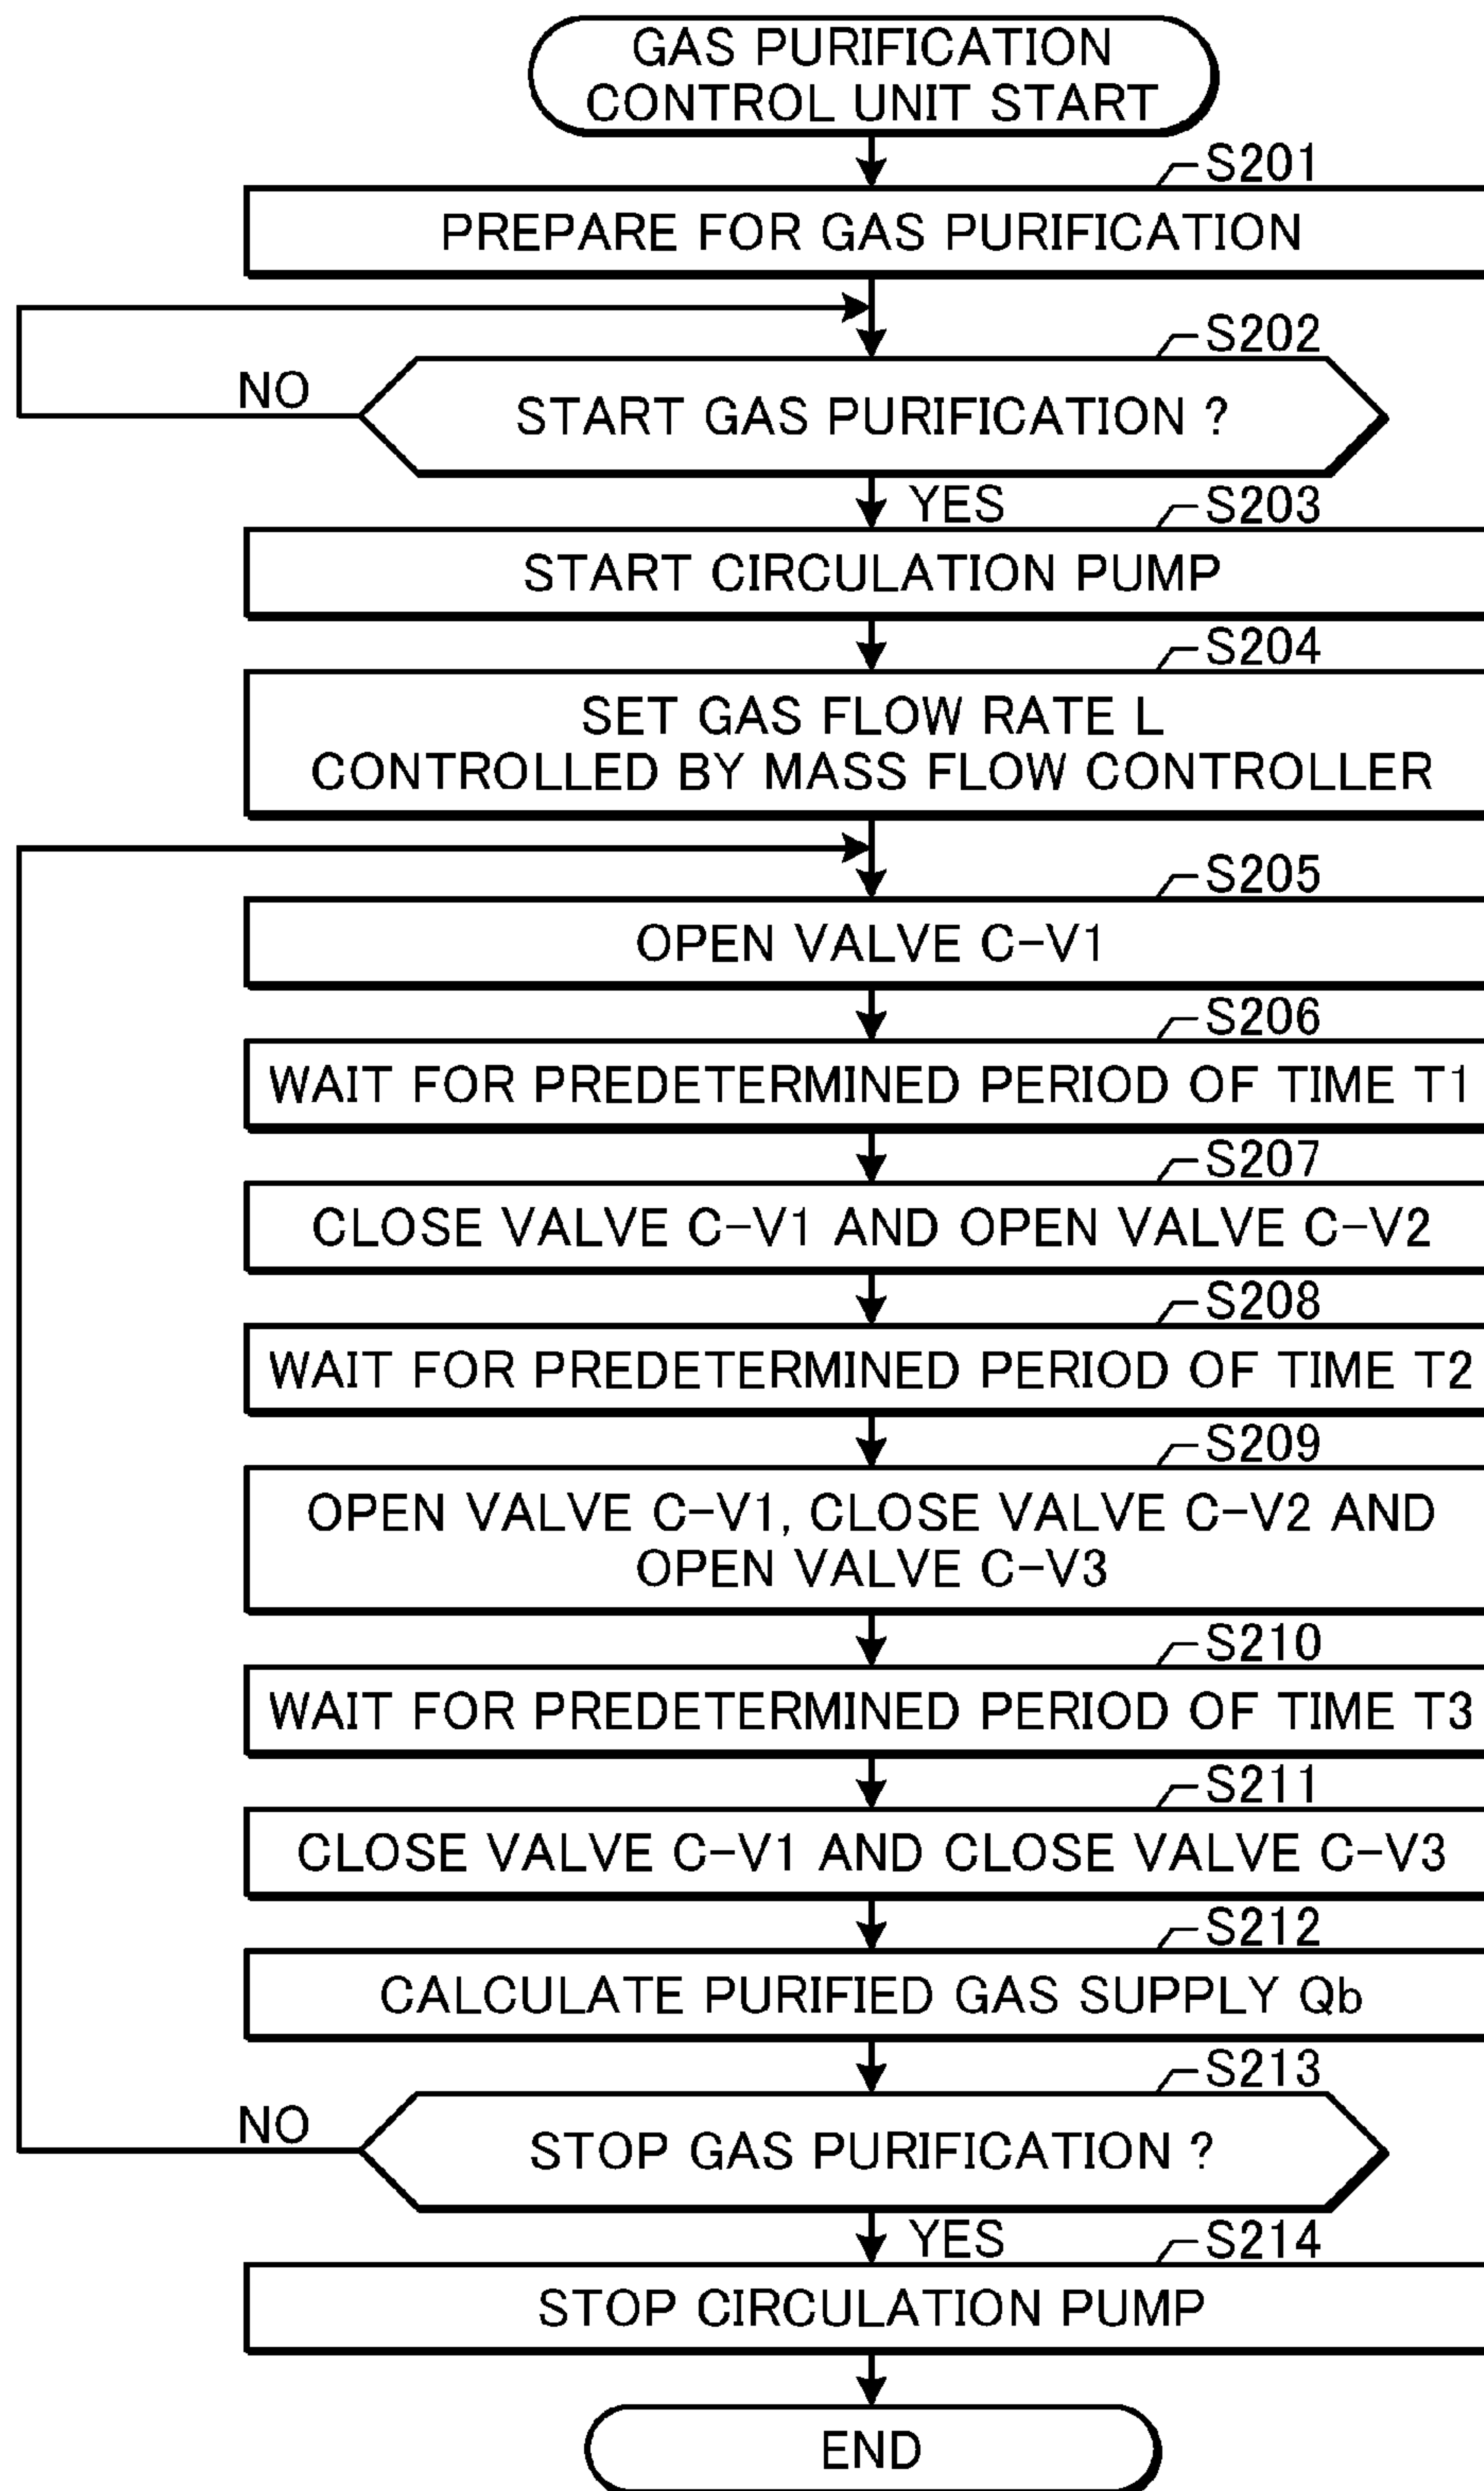 GAS PURIFICATION
CONTROL UNIT START
S201
PREPARE FOR GAS PURIFICATION
S202
NO
START GAS PURIFICATION ?
YES
S203
START CIRCULATION PUMP
S204
SET GAS FLOW RATE L
CONTROLLED BY MASS FLOW CONTROLLER
S205
OPEN VALVE C-V1
S206
WAIT FOR PREDETERMINED PERIOD OF TIME T1
S207
CLOSE VALVE C-V1 AND OPEN VALVE C-V2
S208
WAIT FOR PREDETERMINED PERIOD OF TIME T2
S209
OPEN VALVE C-V1, CLOSE VALVE C-V2 AND
OPEN VALVE C-V3
S210
WAIT FOR PREDETERMINED PERIOD OF TIME T3
S211
CLOSE VALVE C-V1 AND CLOSE VALVE C-V3
S212
CALCULATE PURIFIED GAS SUPPLY Qb
S213
NO
STOP GAS PURIFICATION ?
YES
S214
STOP CIRCULATION PUMP
END